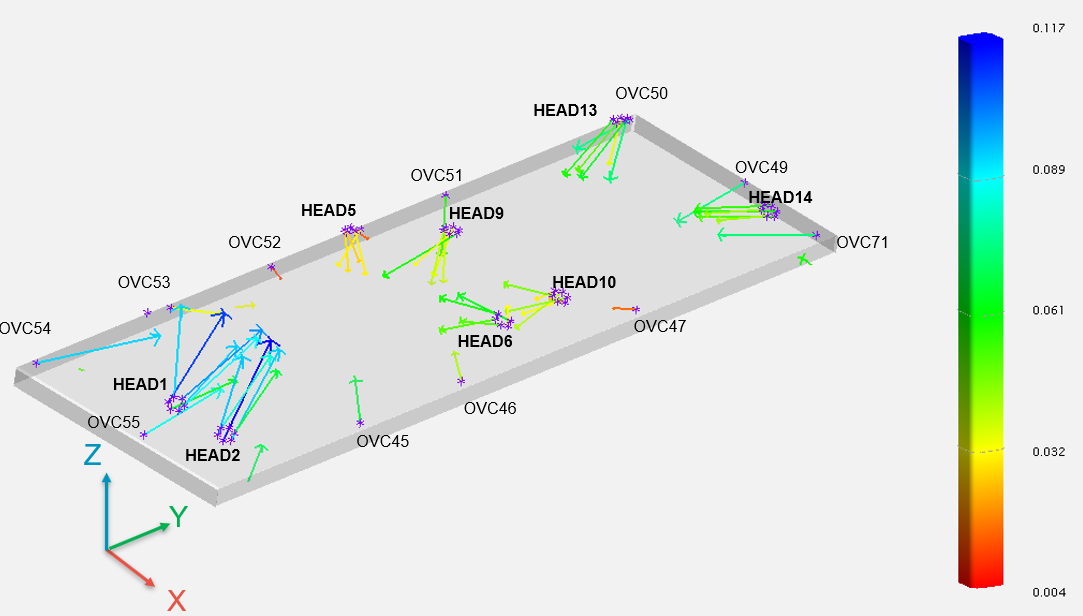 0.117
OVC50
HEAD13
OVC49
0.089
OVC51
HEAD14
HEAD5
HEAD9
OVC52
OVC71
OVC53
HEAD10
0.061
OVC54
OVC47
HEAD6
HEAD1
OVC46
OVC55
OVC45
HEAD2
0.032
Z
Y
X
0.004